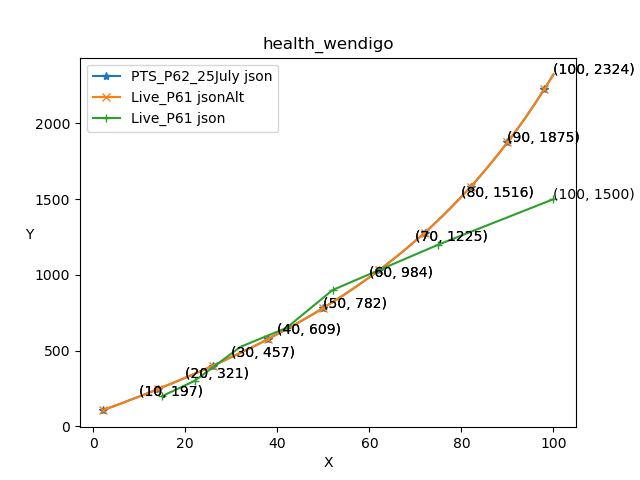 health_wendigo
PTS_P62_25July json
Live_P61 jsonAlt
Live_P61 json
(100, 2324)
(90, 1875)
(80, 1516)
(100, 1500)
(70, 1225)
(60, 984)
(50, 782)
(40, 609)
(30, 457)
(20, 321)
(10, 197)
Y
2000
1500
1000
500
0
0 20 40 60 80 100
X